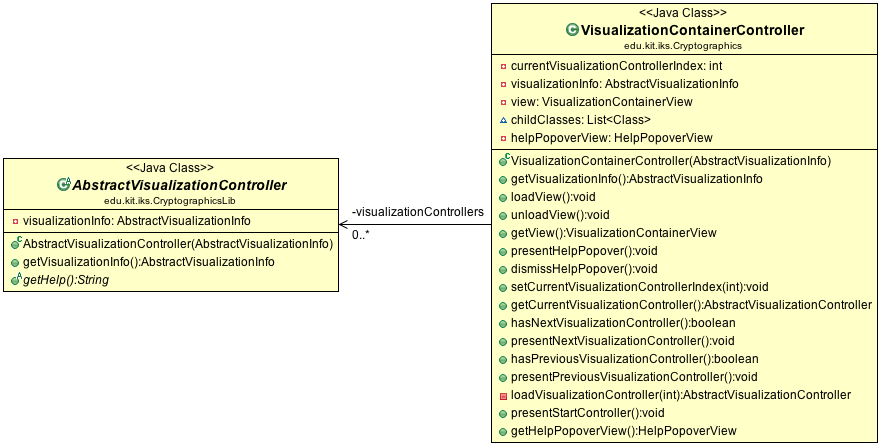 <<Java Class>>
AbstractVisualizationController
edu.kit.iks.CryptographicsLib
visualizationInfo: AbstractVisualizationInfo
AbstractVisualizationController(AbstractVisualizationInfo)
getVisualizationInfo():AbstractVisualizationInfo
getHelp():String
-visualizationControllers
0..*
<<Java Class>>
VisualizationContainerController
edu.kit.iks.Cryptographics
currentVisualizationControllerIndex: int
visualizationInfo: AbstractVisualizationInfo
view: VisualizationContainerView
childClasses: List<Class>
helpPopoverView: HelpPopoverView
VisualizationContainerController(AbstractVisualizationInfo)
getVisualizationInfo():AbstractVisualizationInfo
loadView():void
unloadView():void
getView():VisualizationContainerView
presentHelpPopover():void
dismissHelpPopover():void
setCurrentVisualizationControllerIndex(int):void
getCurrentVisualizationController():AbstractVisualizationController
hasNextVisualizationController():boolean
presentNextVisualizationController():void
hasPreviousVisualizationController():boolean
presentPreviousVisualizationController():void
loadVisualizationController(int):AbstractVisualizationController
presentStartController():void
getHelpPopoverView():HelpPopoverView